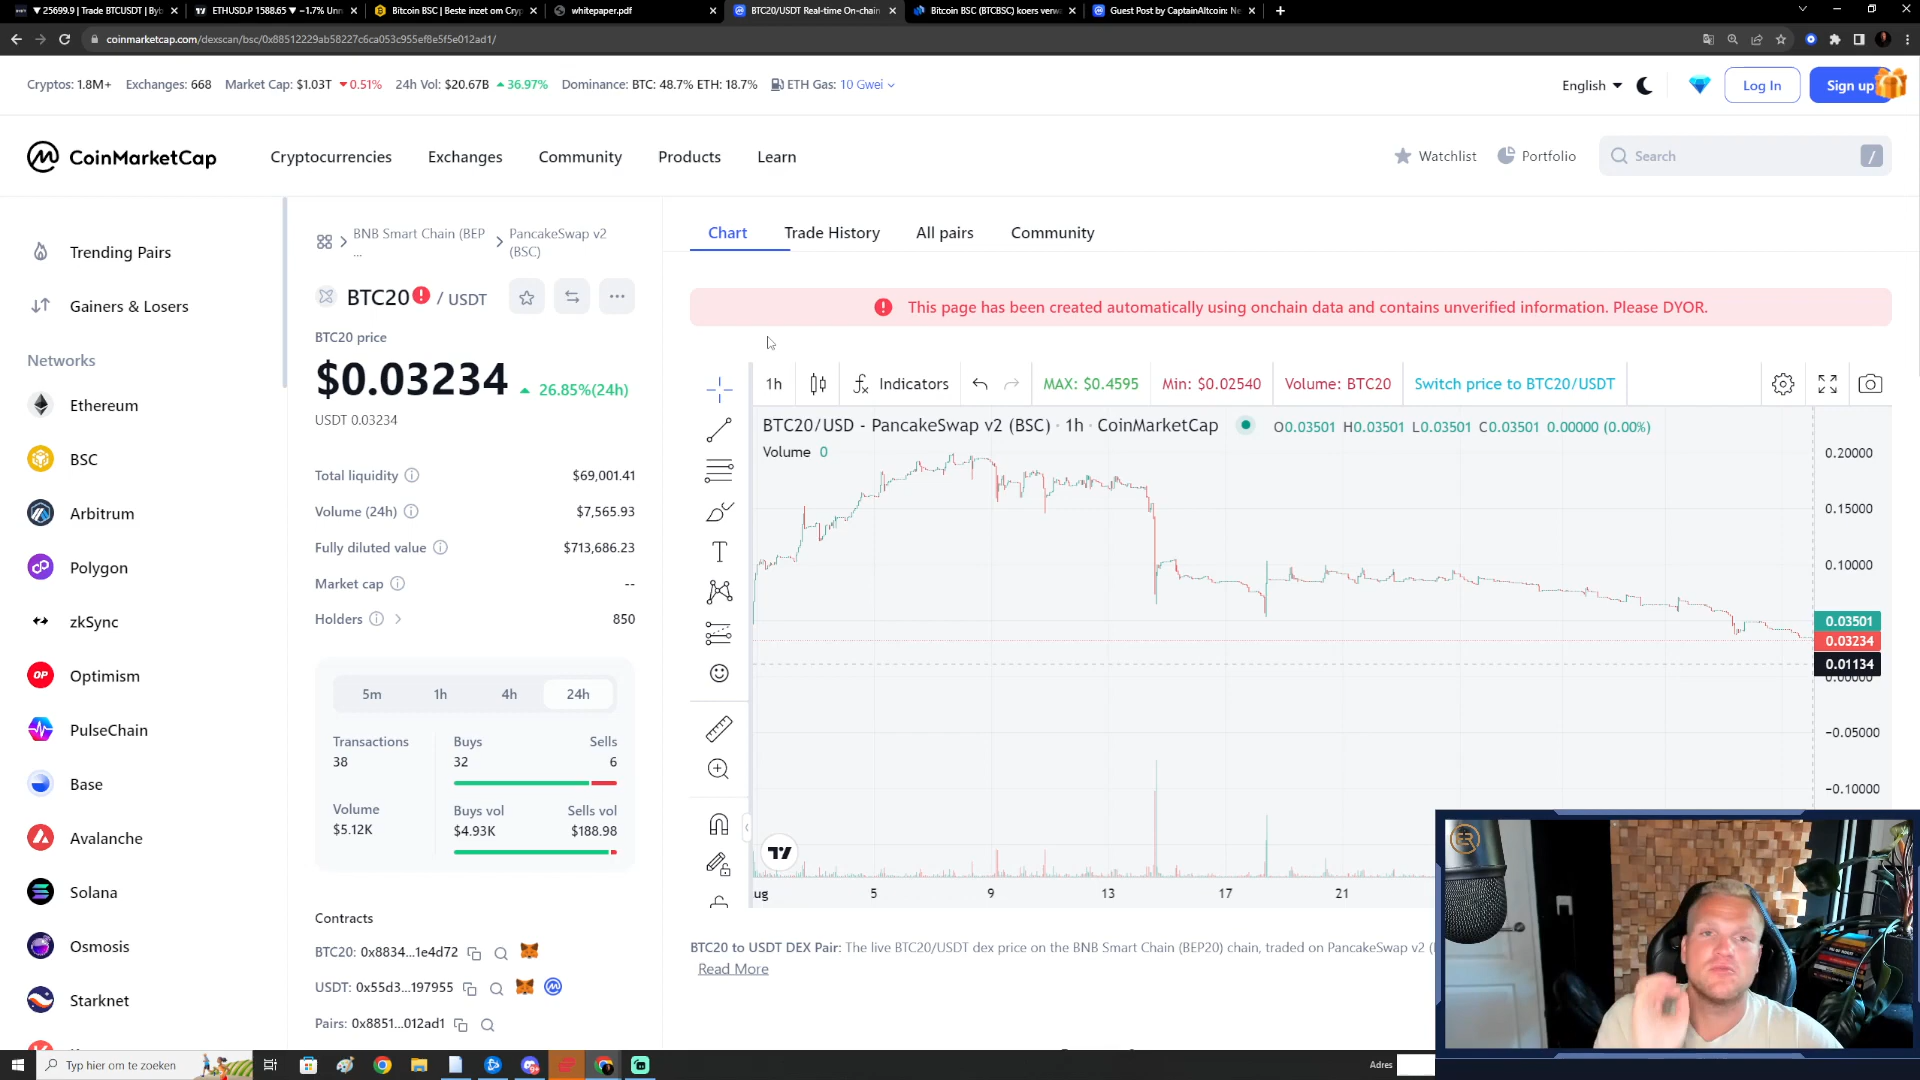 ▼ 25699.9 | Trade BTCUSDT | Byb
ETHUSD.P 1588.65 ▼ −1.7% Unn
Bitcoin BSC | Beste inzet om Cryp
whitepaper.pdf
BTC20/USDT Real-time On-chain
Bitcoin BSC (BTCBSC) koers verw
Guest Post by CaptainAltcoin: Ne
coinmarketcap.com/dexscan/bsc/0x88512229ab58227c6ca053c955ef8e5f5e012ad1/
Cryptos: 1.8M+ Exchanges: 668 Market Cap: $1.03T ▼0.51% 24h Vol: $20.67B ▲36.97% Dominance: BTC: 48.7% ETH: 18.7% ETH Gas: 10 Gwei
English
Log In
Sign up
CoinMarketCap
Cryptocurrencies Exchanges Community Products Learn
Watchlist Portfolio
Search /
Trending Pairs
Gainers & Losers
Networks
Ethereum
BSC
Arbitrum
Polygon
zkSync
OP Optimism
PulseChain
Base
Avalanche
Solana
Osmosis
Starknet
BNB Smart Chain (BEP
...
PancakeSwap v2
(BSC)
BTC20 / USDT
BTC20 price
$0.03234 ▲ 26.85%(24h)
USDT 0.03234
Total liquidity $69,001.41
Volume (24h) $7,565.93
Fully diluted value $713,686.23
Market cap --
Holders 850
5m 1h 4h 24h
Transactions Buys Sells
38 32 6
Volume Buys vol Sells vol
$5.12K $4.93K $188.98
Contracts
BTC20: 0x8834...1e4d72
USDT: 0x55d3...197955
Pairs: 0x8851...012ad1
Chart Trade History All pairs Community
This page has been created automatically using onchain data and contains unverified information. Please DYOR.
1h Indicators MAX: $0.4595 Min: $0.02540 Volume: BTC20 Switch price to BTC20/USDT
BTC20/USD - PancakeSwap v2 (BSC) · 1h · CoinMarketCap O0.03501 H0.03501 L0.03501 C0.03501 0.00000 (0.00%)
Volume 0
0.20000
0.15000
0.10000
0.03501
0.03234
0.01134
0.00000
−0.05000
−0.10000
ug 5 9 13 17 21
BTC20 to USDT DEX Pair: The live BTC20/USDT dex price on the BNB Smart Chain (BEP20) chain, traded on PancakeSwap v2 (
Read More
Typ hier om te zoeken
Adres